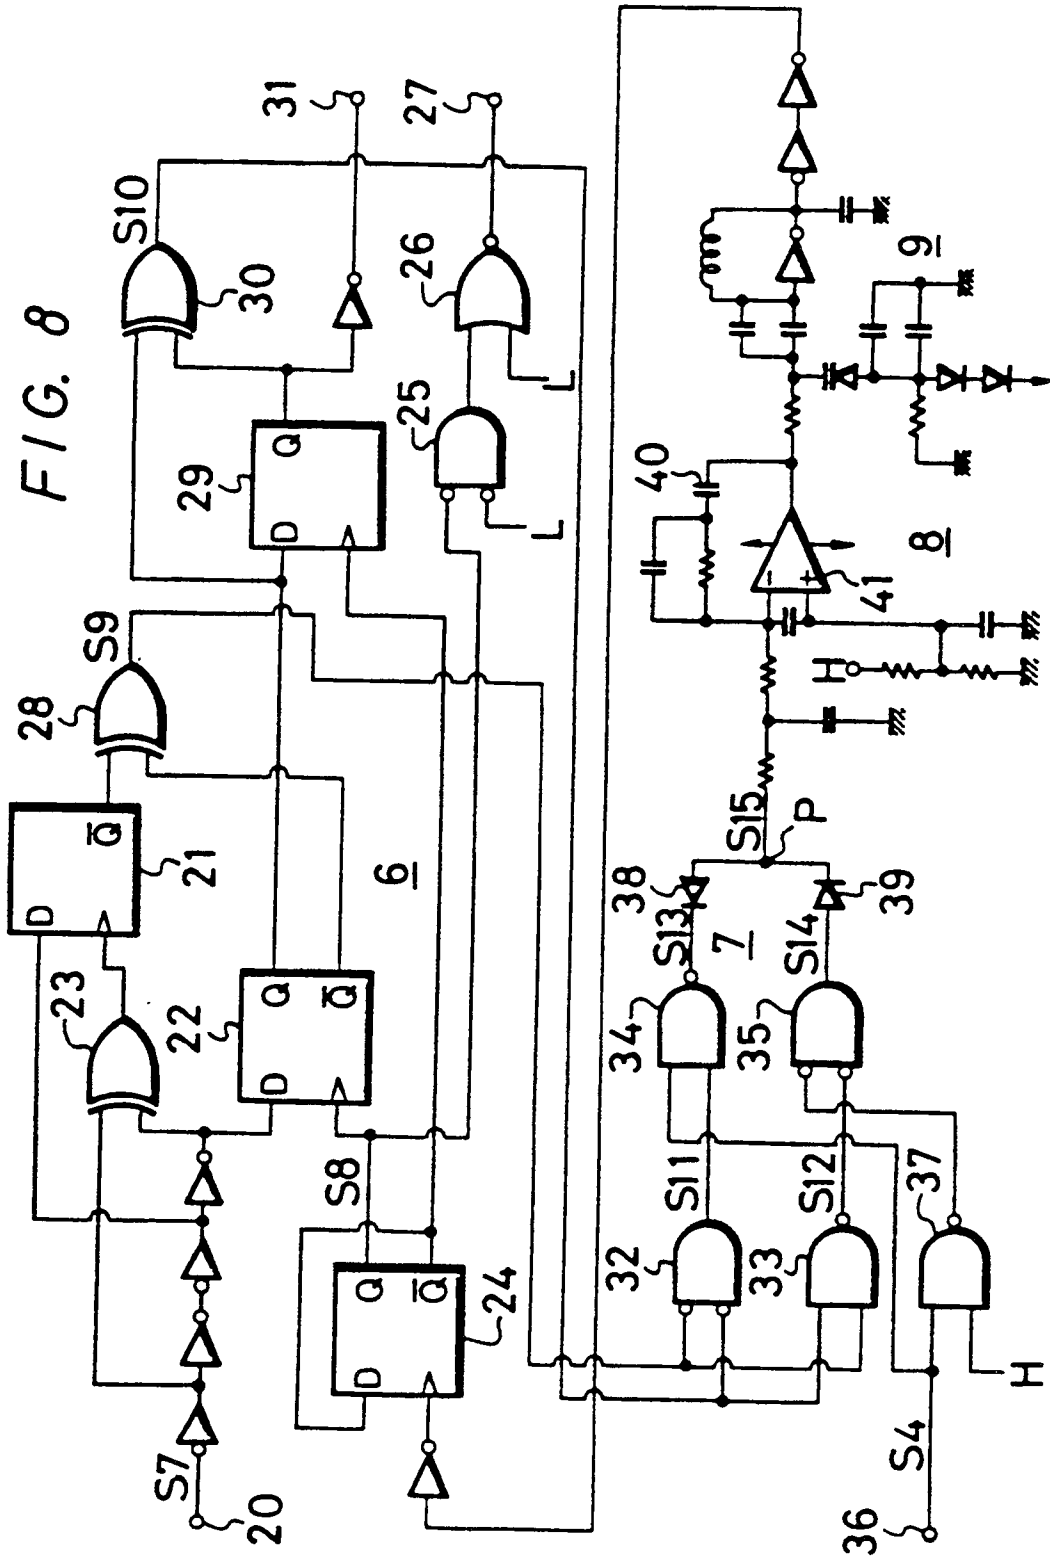 FIG. 8
S7
20
23
D
Q̅
21
28
S9
S10
30
31
D
Q
Q̅
22
6
D
Q
29
26
27
25
L
L
S8
D
Q
Q̅
24
S4
36
H
32
33
37
S11
S12
34
35
S13
S14
7
38
39
S15
P
H
−
+
41
40
8
9